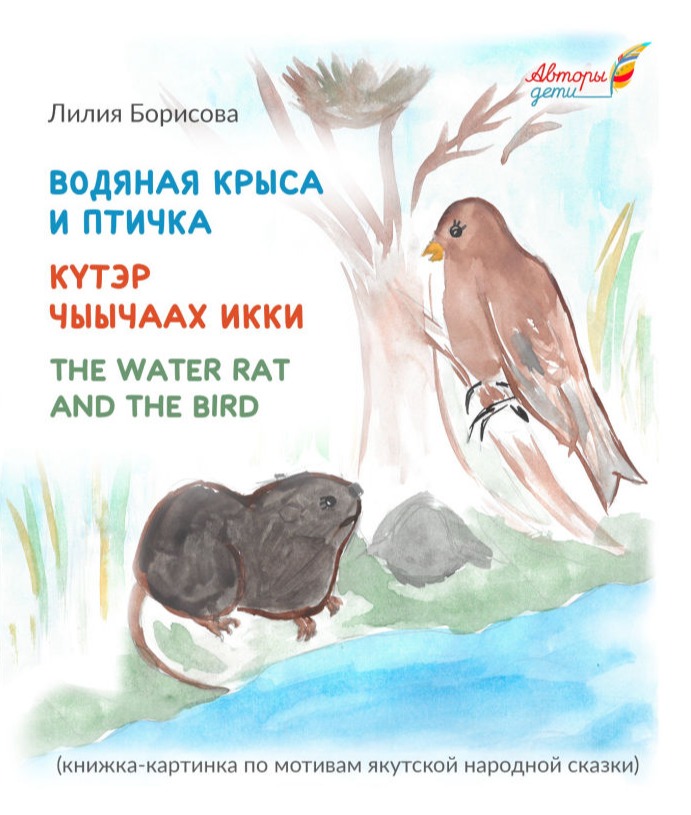 Авторы
дети
Лилия Борисова
ВОДЯНАЯ КРЫСА
И ПТИЧКА
КҮТЭР
ЧЫЫЧААХ ИККИ
THE WATER RAT
AND THE BIRD
(книжка-картинка по мотивам якутской народной сказки)